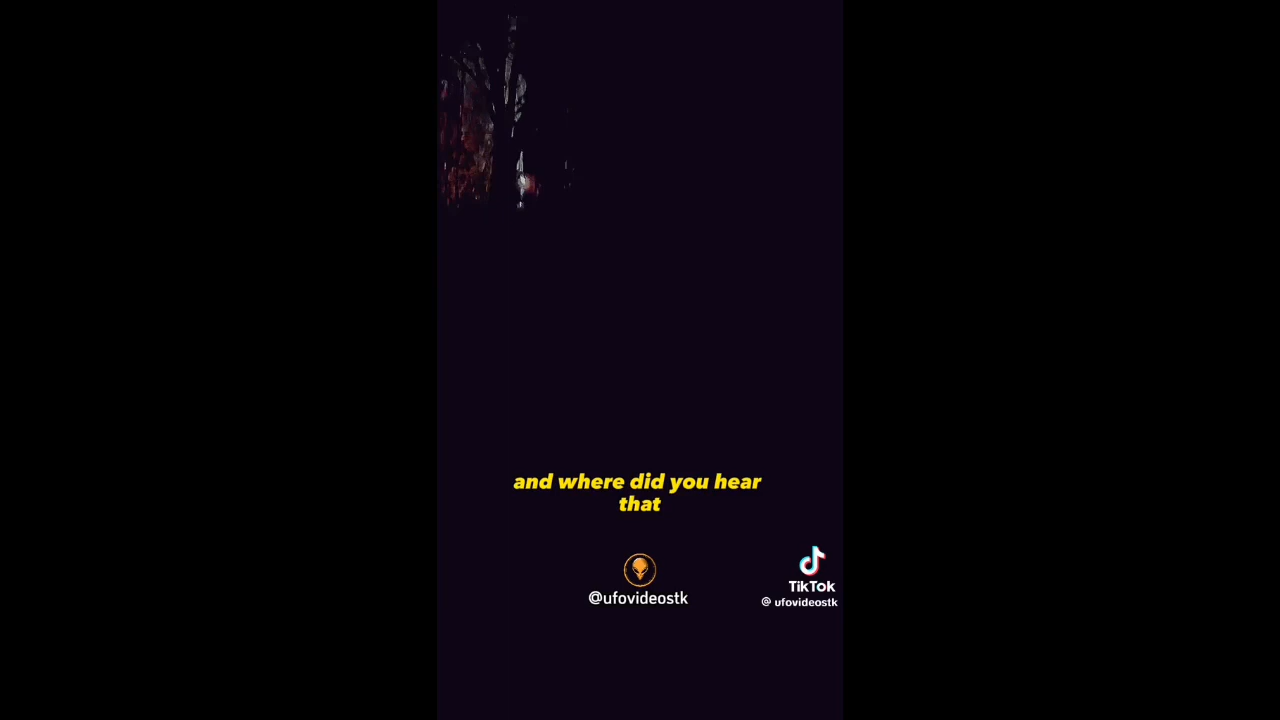 and where did you hear
that
@ufovideostk
TikTok
@ ufovideostk